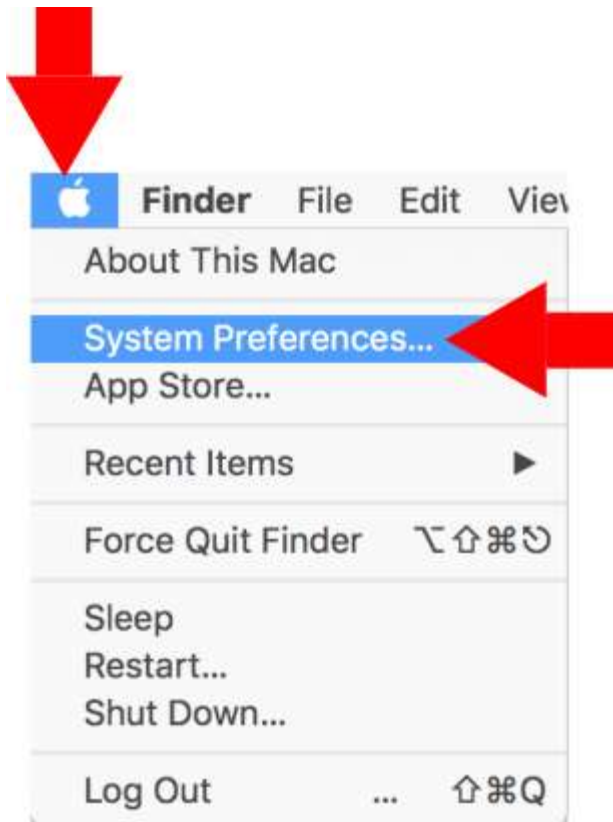 Finder File Edit View
About This Mac
System Preferences...
App Store...
Recent Items ▶
Force Quit Finder ⌥⇧⌘⎋
Sleep
Restart...
Shut Down...
Log Out ... ⇧⌘Q